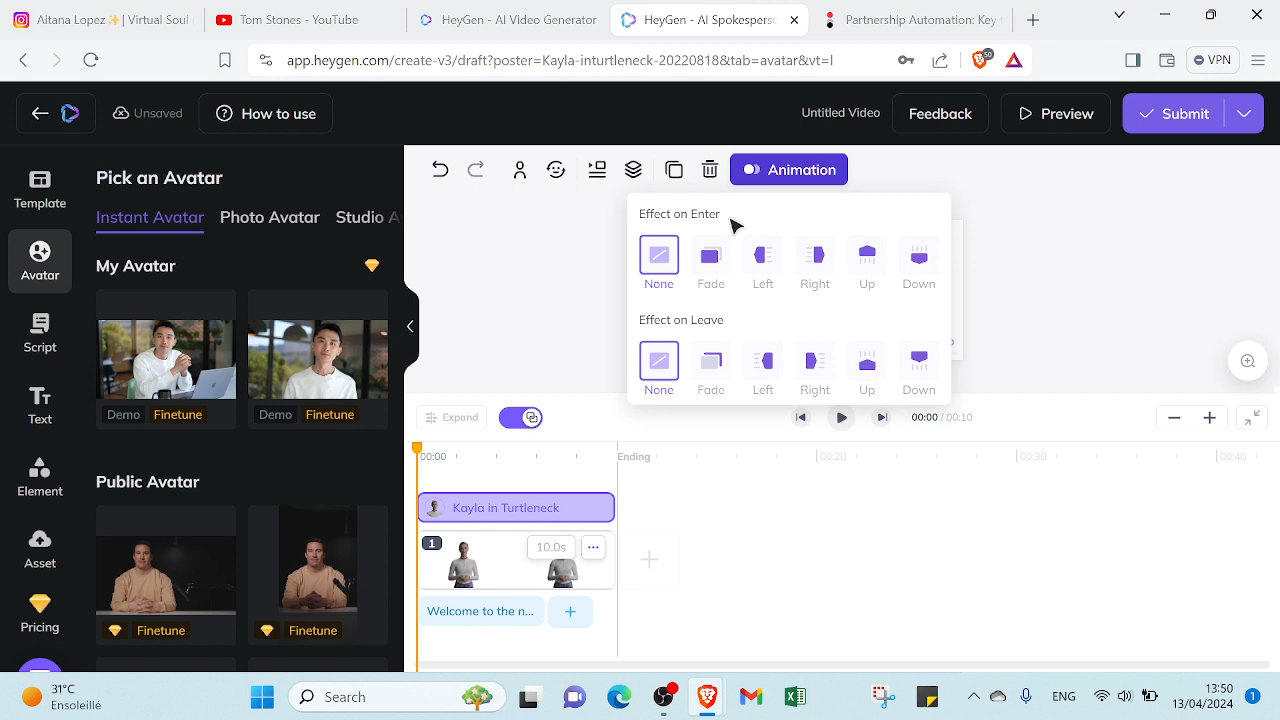 Aitana Lopez✨| Virtual Soul
Tom Stores - YouTube
HeyGen - AI Video Generator
HeyGen - AI Spokespers
Partnership Automation: Key
app.heygen.com/create-v3/draft?poster=Kayla-inturtleneck-20220818&tab=avatar&vt=l
50
VPN
Unsaved
How to use
Untitled Video
Feedback
Preview
Submit
Template
Avatar
Script
Text
Element
Asset
Pricing
Pick an Avatar
Instant Avatar
Photo Avatar
Studio A
My Avatar
Demo
Finetune
Demo
Finetune
Public Avatar
Finetune
Finetune
Animation
Effect on Enter
None
Fade
Left
Right
Up
Down
Effect on Leave
None
Fade
Left
Right
Up
Down
Expand
00:00 / 00:10
00:00
Ending
00:20
00:30
00:40
Kayla in Turtleneck
1
10.0s
Welcome to the n...
31°C
Ensoleillé
Search
ENG
13:50
13/04/2024
1